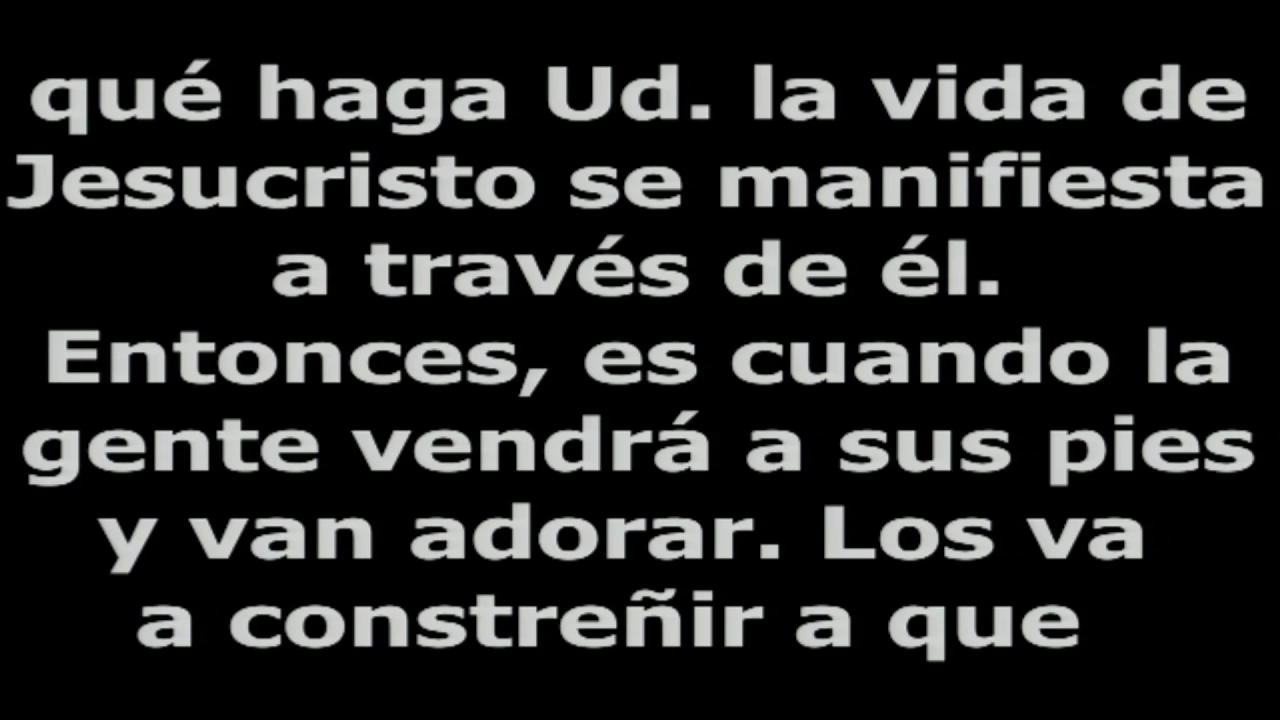 qué haga Ud. la vida de
Jesucristo se manifiesta
a través de él.
Entonces, es cuando la
gente vendrá a sus pies
y van adorar. Los va
a constreñir a que